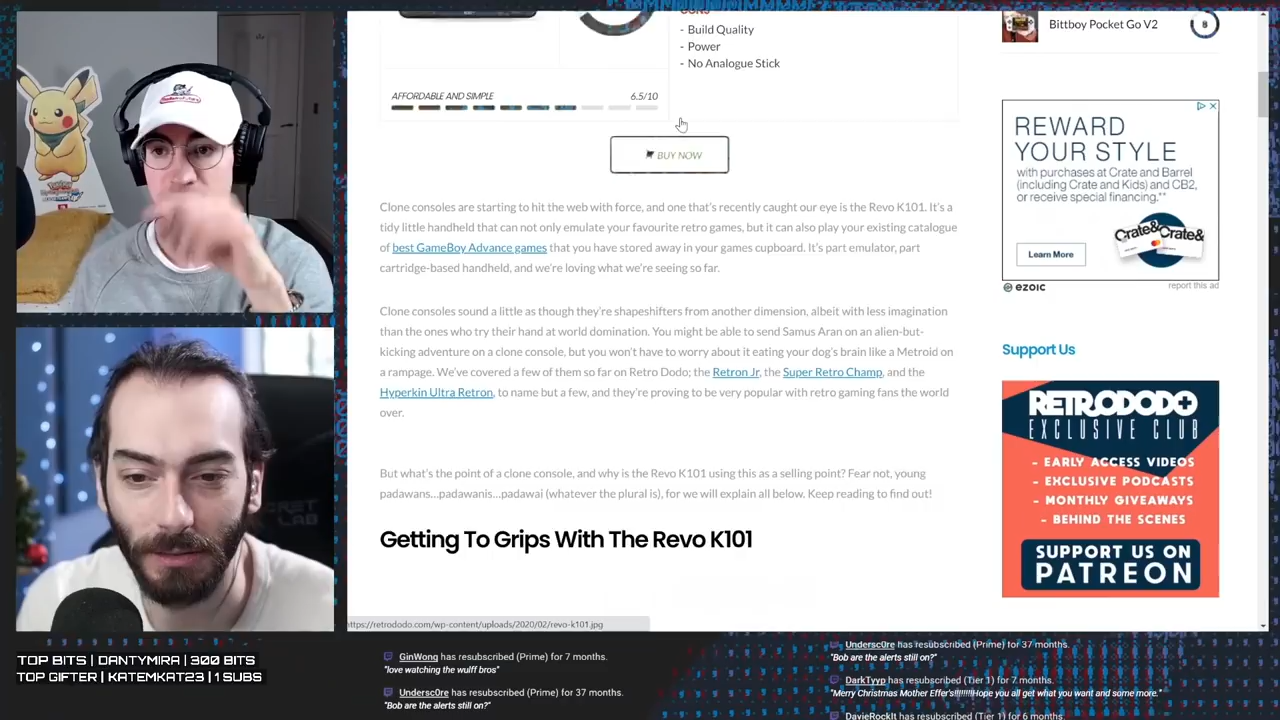 CONS
- Build Quality
- Power
- No Analogue Stick
AFFORDABLE AND SIMPLE 6.5/10
BUY NOW
Clone consoles are starting to hit the web with force, and one that's recently caught our eye is the Revo K101. It's a
tidy little handheld that can not only emulate your favourite retro games, but it can also play your existing catalogue
of best GameBoy Advance games that you have stored away in your games cupboard. It's part emulator, part
cartridge-based handheld, and we're loving what we're seeing so far.
Clone consoles sound a little as though they're shapeshifters from another dimension, albeit with less imagination
than the ones who try their hand at world domination. You might be able to send Samus Aran on an alien-but-
kicking adventure on a clone console, but you won't have to worry about it eating your dog's brain like a Metroid on
a rampage. We've covered a few of them so far on Retro Dodo; the Retron Jr, the Super Retro Champ, and the
Hyperkin Ultra Retron, to name but a few, and they're proving to be very popular with retro gaming fans the world
over.
But what's the point of a clone console, and why is the Revo K101 using this as a selling point? Fear not, young
padawans...padawanis...padawai (whatever the plural is), for we will explain all below. Keep reading to find out!
Getting To Grips With The Revo K101
https://retrododo.com/wp-content/uploads/2020/02/revo-k101.jpg
Bittboy Pocket Go V2
8
REWARD
YOUR STYLE
with purchases at Crate and Barrel
(including Crate and Kids) and CB2,
or receive special financing.**
Learn More
Crate&Crate&
ezoic
report this ad
Support Us
RETRODODO
EXCLUSIVE CLUB
- EARLY ACCESS VIDEOS
- EXCLUSIVE PODCASTS
- MONTHLY GIVEAWAYS
- BEHIND THE SCENES
SUPPORT US ON
PATREON
TOP BITS | DANTYMIRA | 300 BITS
TOP GIFTER | KATEMKAT23 | 1 SUBS
GinWong has resubscribed (Prime) for 7 months.
"love watching the wulff bros"
Undersc0re has resubscribed (Prime) for 37 months.
"Bob are the alerts still on?"
Undersc0re has resubscribed (Prime) for 37 months.
"Bob are the alerts still on?"
DarkTyyp has resubscribed (Tier 1) for 7 months.
"Merry Christmas Mother Effer's!!!!!!!Hope you all get what you want and some more."
DavieRockIt has resubscribed (Tier 1) for 6 months.